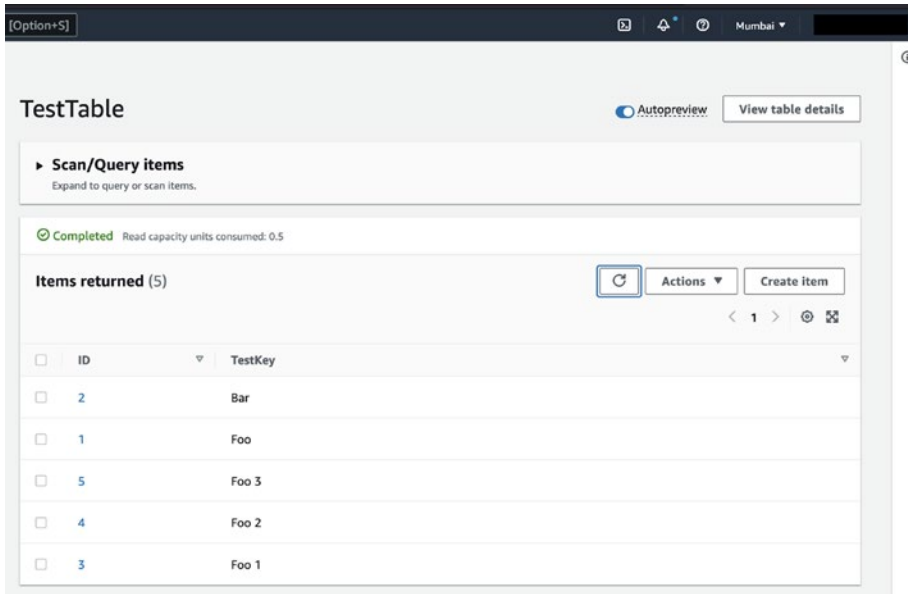 [Option+S] Mumbai ▼
TestTable Autopreview View table details
Scan/Query items
Expand to query or scan items.
Completed Read capacity units consumed: 0.5
Items returned (5) Actions ▼ Create item
< 1 >
ID TestKey
2 Bar
1 Foo
5 Foo 3
4 Foo 2
3 Foo 1